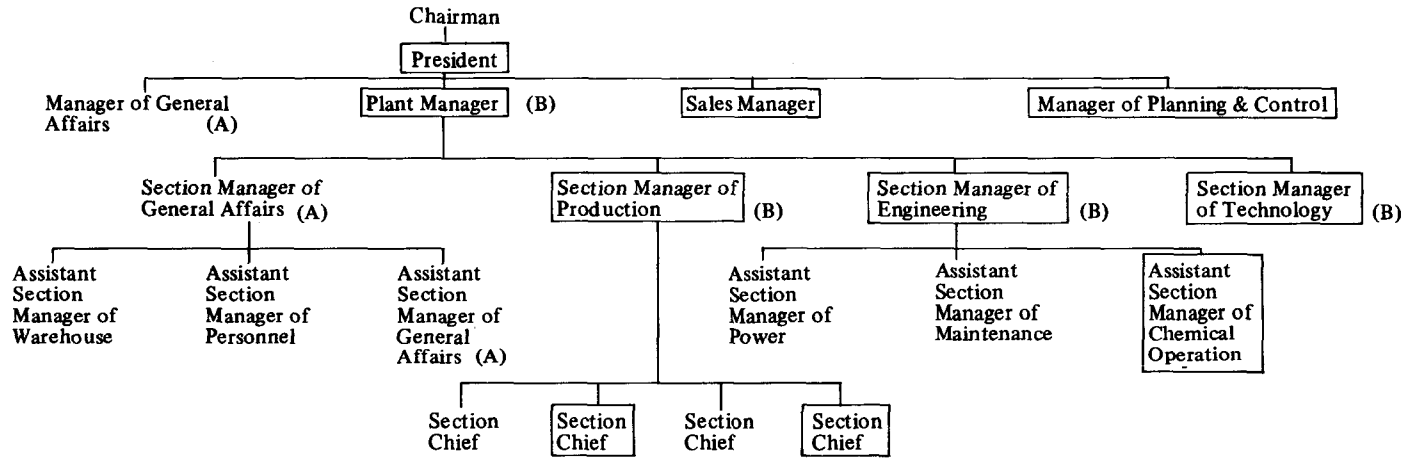 Chairman
President
Manager of General
Affairs (A)
Plant Manager (B)
Sales Manager
Manager of Planning & Control
Section Manager of
General Affairs (A)
Section Manager of
Production (B)
Section Manager of
Engineering (B)
Section Manager
of Technology (B)
Assistant
Section
Manager of
Warehouse
Assistant
Section
Manager of
Personnel
Assistant
Section
Manager of
General
Affairs (A)
Assistant
Section
Manager of
Power
Assistant
Section
Manager of
Maintenance
Assistant
Section
Manager of
Chemical
Operation
Section
Chief
Section
Chief
Section
Chief
Section
Chief